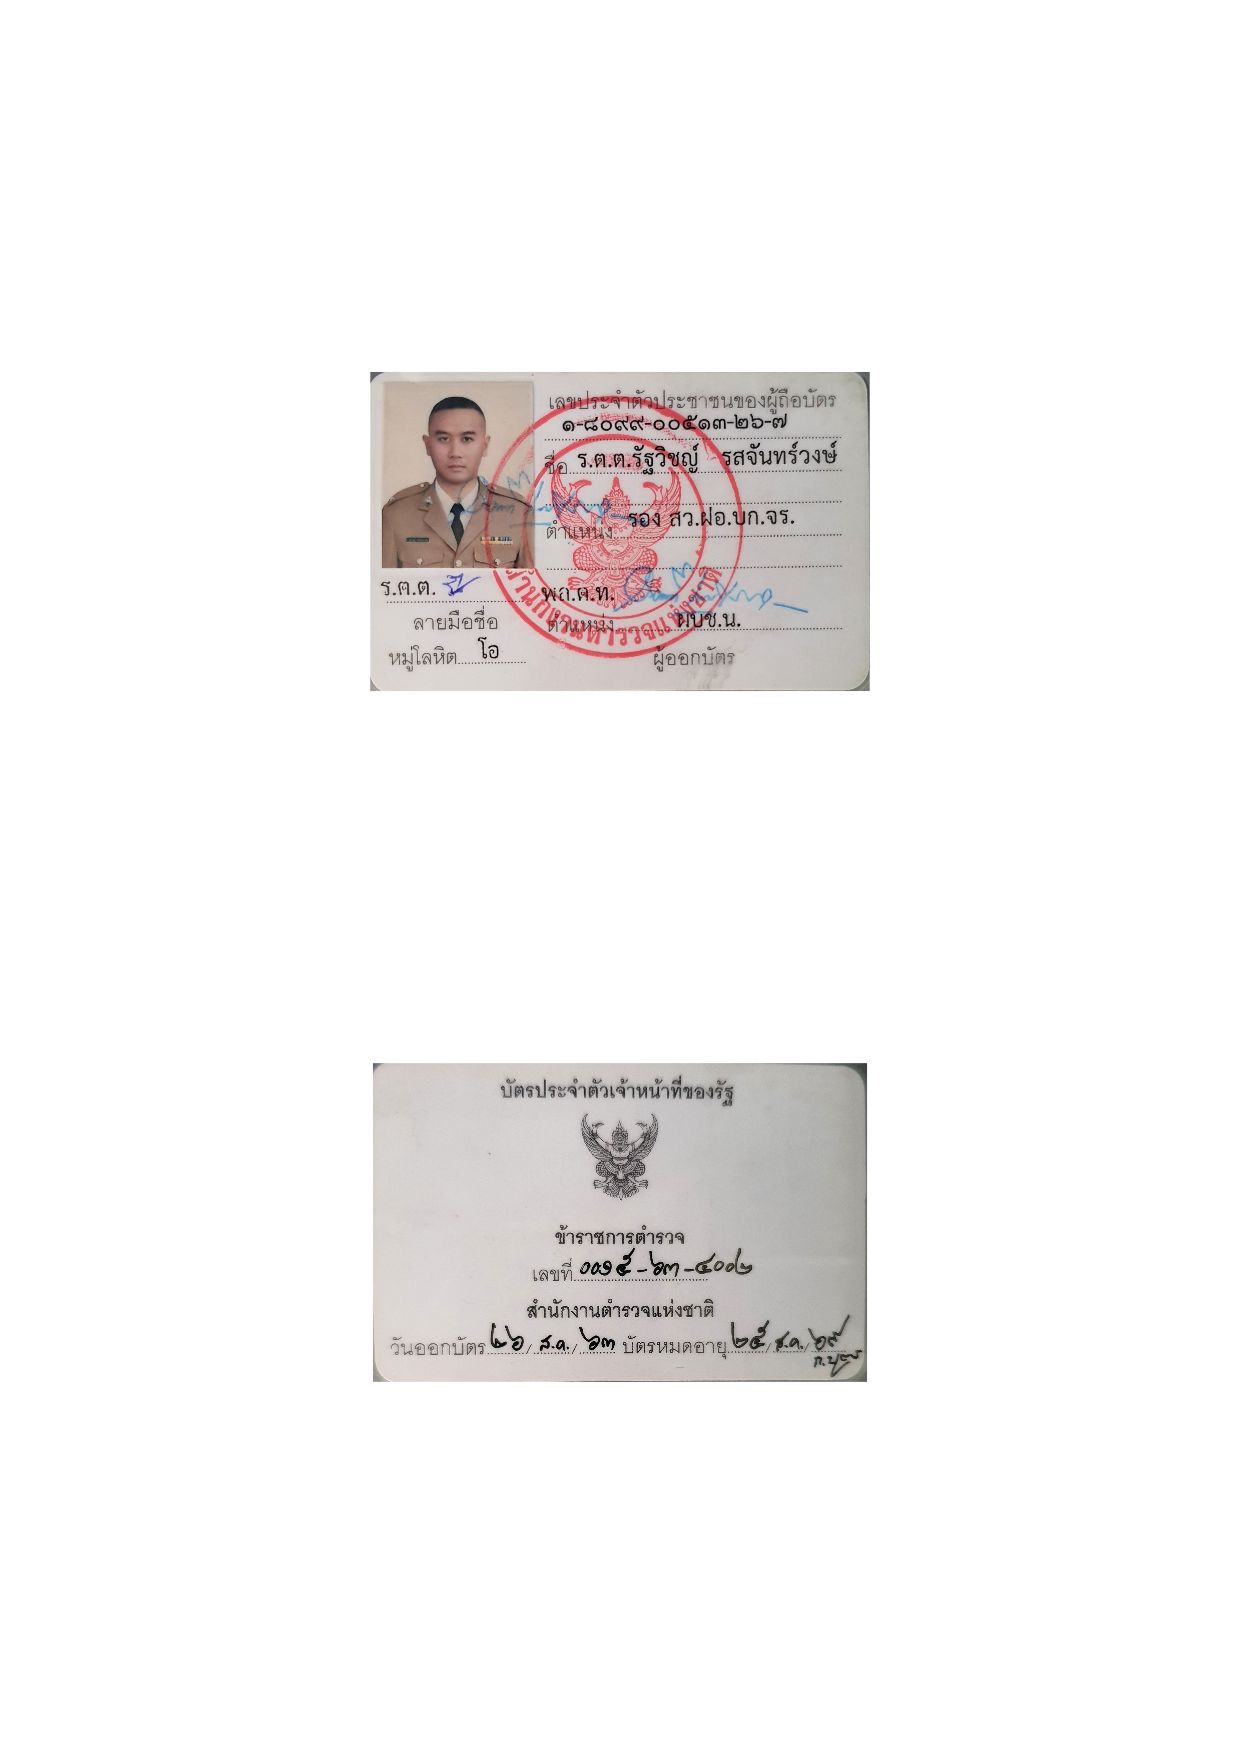 เลขประจำตัวประชาชนของผู้ถือบัตร
๑-๘๐๙๙-๐๐๕๑๓-๒๖-๗
ชื่อ ร.ต.ต.รัฐวิชญ์ รสจันทร์วงษ์
ตำแหน่ง รอง สว.ฝอ.บก.จร.
ร.ต.ต.
พล.ต.ท.
ลายมือชื่อ
ตำแหน่ง ผบช.น.
หมู่โลหิต โอ
ผู้ออกบัตร
สำนักงานตำรวจแห่งชาติ
บัตรประจำตัวเจ้าหน้าที่ของรัฐ
ข้าราชการตำรวจ
เลขที่ ๐๐๑๕-๖๓-๔๐๐๒
สำนักงานตำรวจแห่งชาติ
วันออกบัตร ๒๖/ส.ค./๖๓ บัตรหมดอายุ ๒๕/ส.ค./๖๙